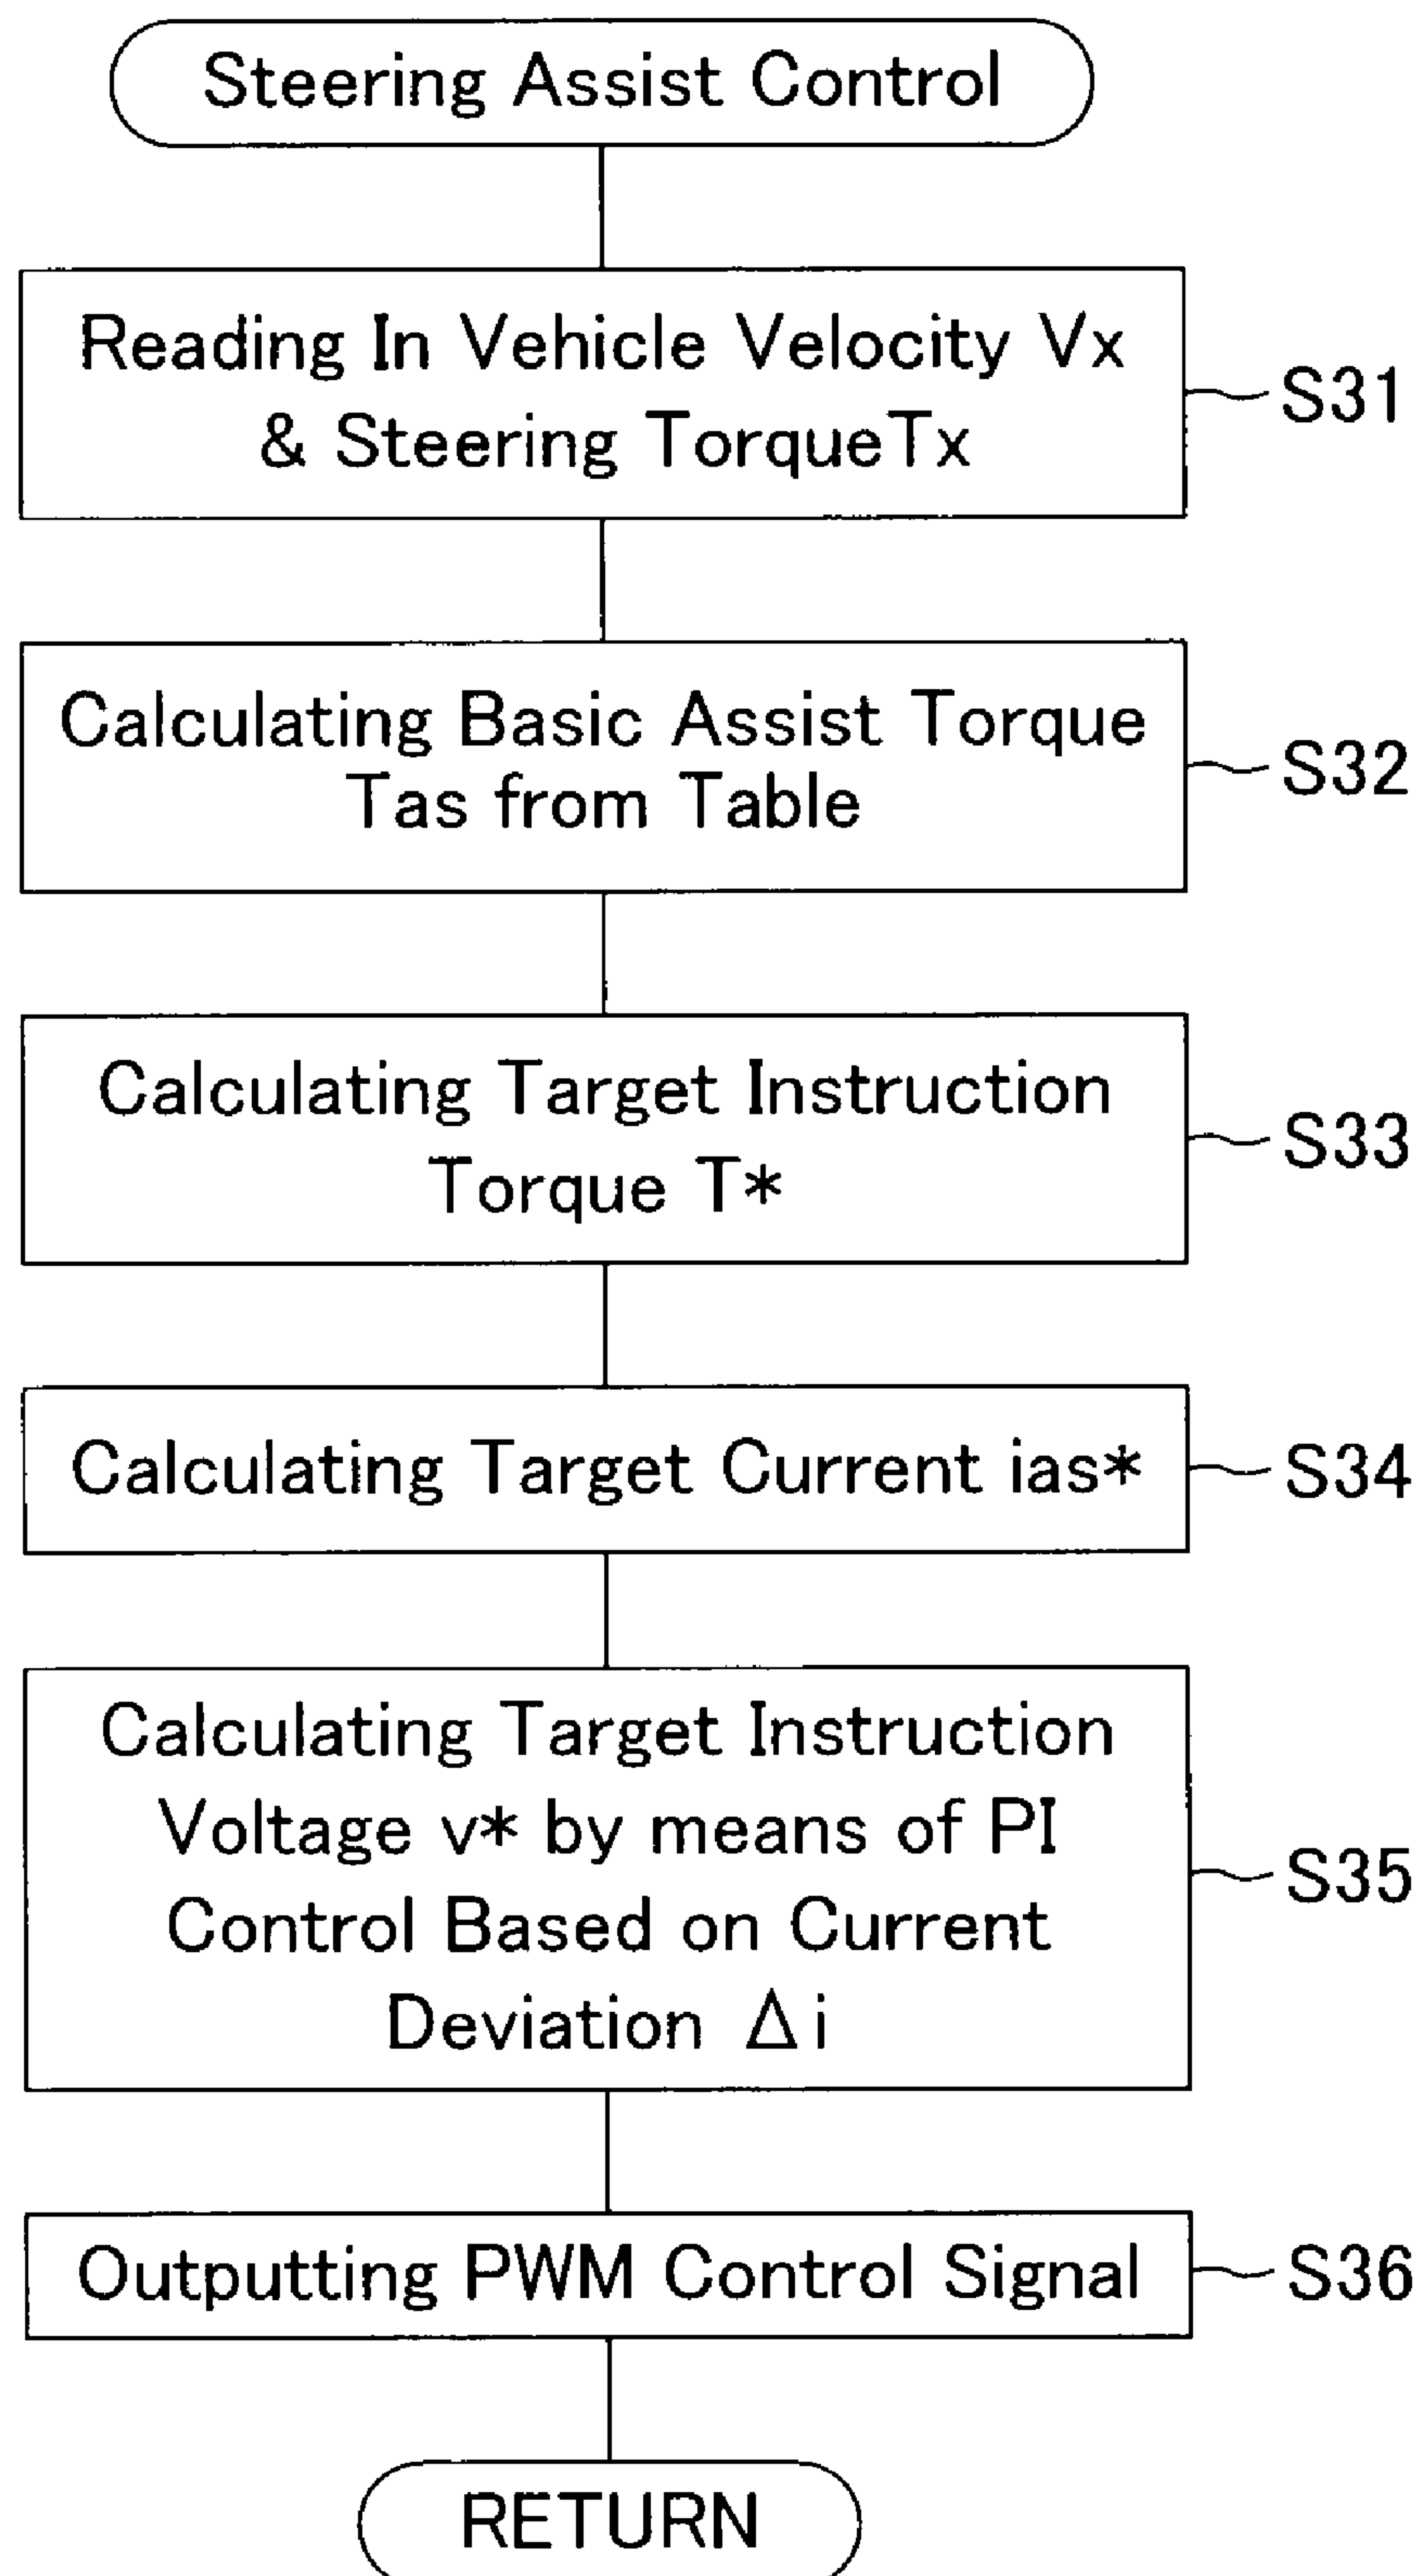 Steering Assist Control
Reading In Vehicle Velocity Vx
& Steering TorqueTx
S31
Calculating Basic Assist Torque
Tas from Table
S32
Calculating Target Instruction
Torque T*
S33
Calculating Target Current ias*
S34
Calculating Target Instruction
Voltage v* by means of PI
Control Based on Current
Deviation Δi
S35
Outputting PWM Control Signal
S36
RETURN